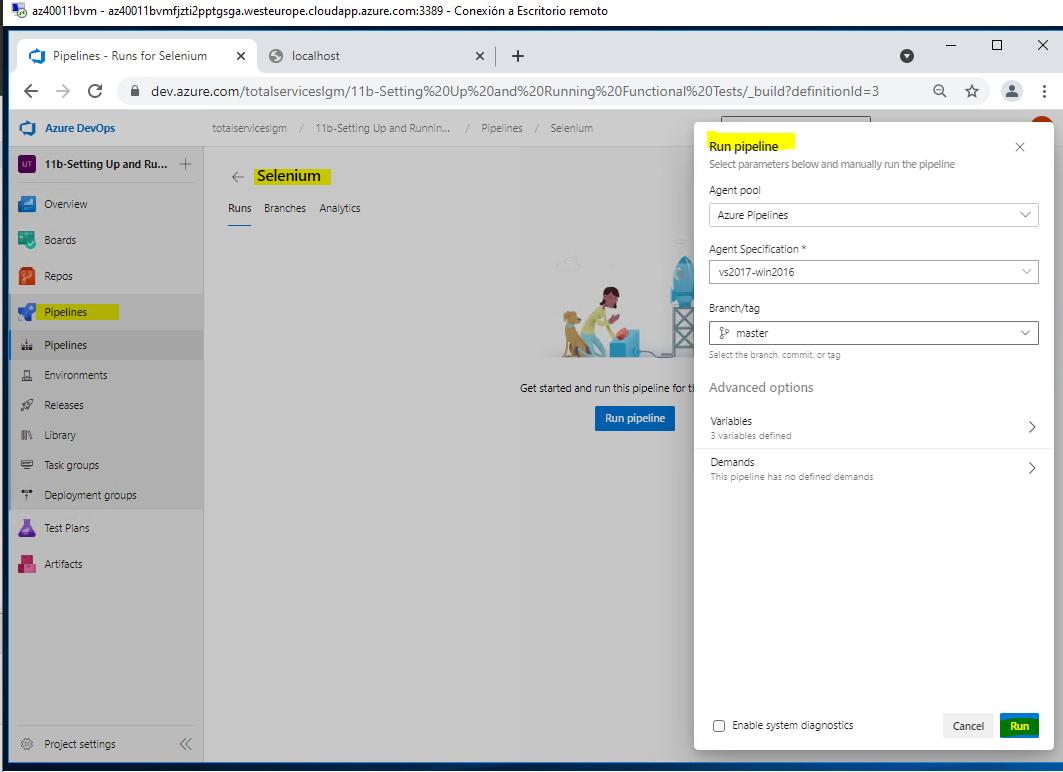 az40011bvm - az40011bvmfjzti2pptgsga.westeurope.cloudapp.azure.com:3389 - Conexión a Escritorio remoto
Pipelines - Runs for Selenium
localhost
dev.azure.com/totalserviceslgm/11b-Setting%20Up%20and%20Running%20Functional%20Tests/_build?definitionId=3
Azure DevOps
totalserviceslgm / 11b-Setting Up and Runnin... / Pipelines / Selenium
UT 11b-Setting Up and Ru...
Overview
Boards
Repos
Pipelines
Pipelines
Environments
Releases
Library
Task groups
Deployment groups
Test Plans
Artifacts
Project settings
Selenium
Runs Branches Analytics
Get started and run this pipeline for th
Run pipeline
Run pipeline
Select parameters below and manually run the pipeline
Agent pool
Azure Pipelines
Agent Specification *
vs2017-win2016
Branch/tag
master
Select the branch, commit, or tag
Advanced options
Variables
3 variables defined
Demands
This pipeline has no defined demands
Enable system diagnostics
Cancel
Run